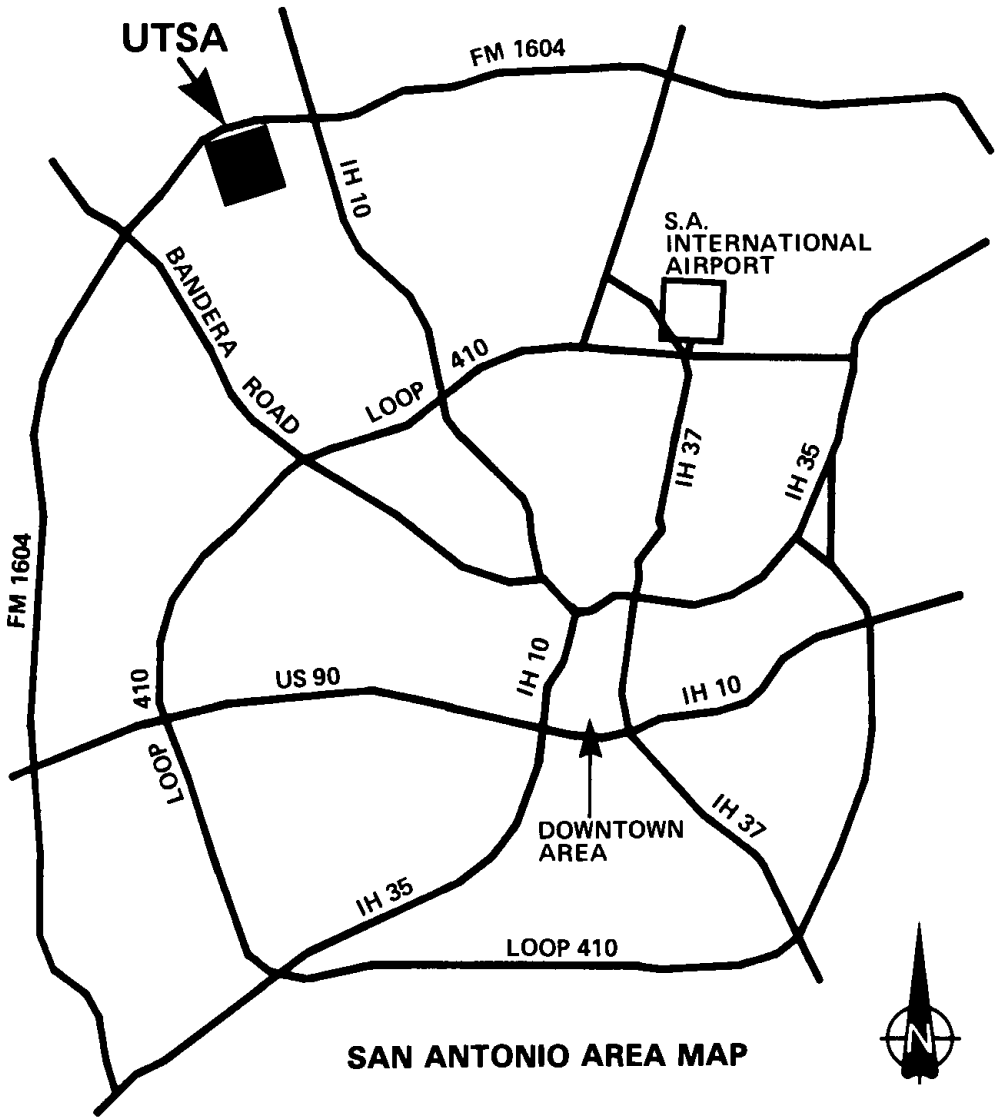 UTSA
FM 1604
IH 10
S.A.
INTERNATIONAL
AIRPORT
BANDERA
ROAD
LOOP
410
IH 37
IH 35
FM 1604
IH 10
US 90
410
LOOP
IH 10
DOWNTOWN
AREA
IH 37
IH 35
LOOP 410
N
SAN ANTONIO AREA MAP